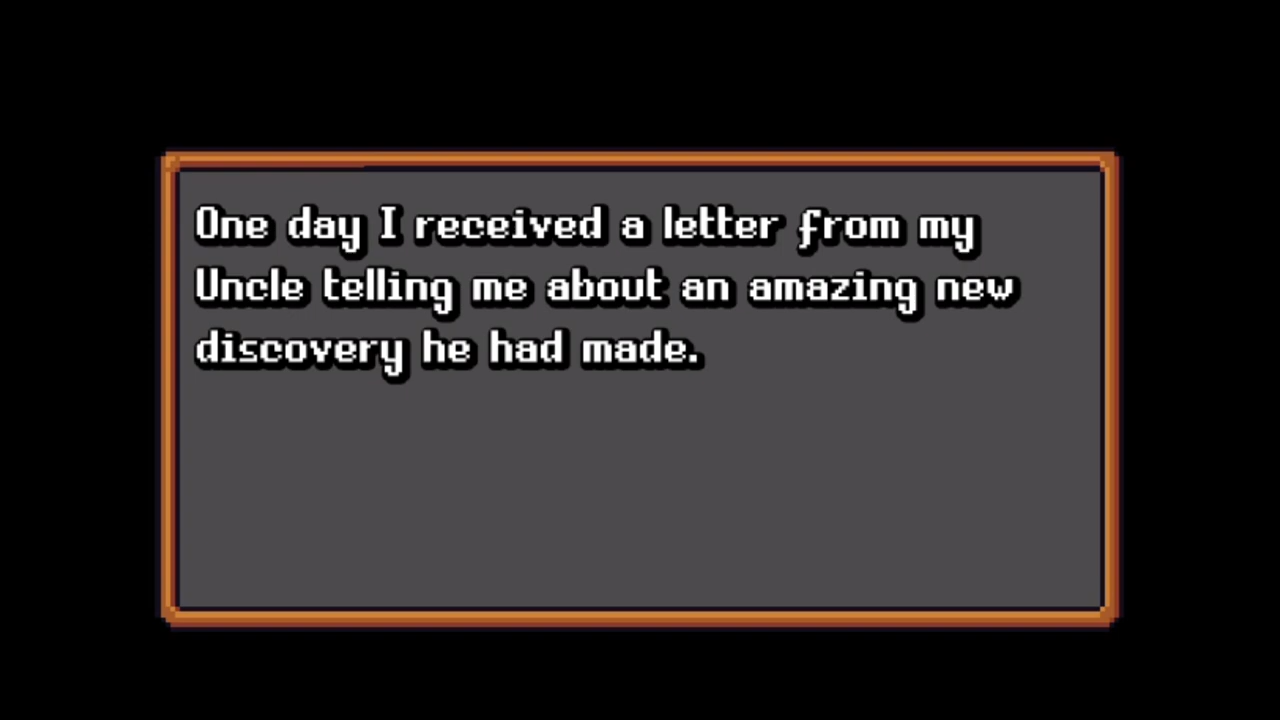 One day I received a letter from my
Uncle telling me about an amazing new
discovery he had made.